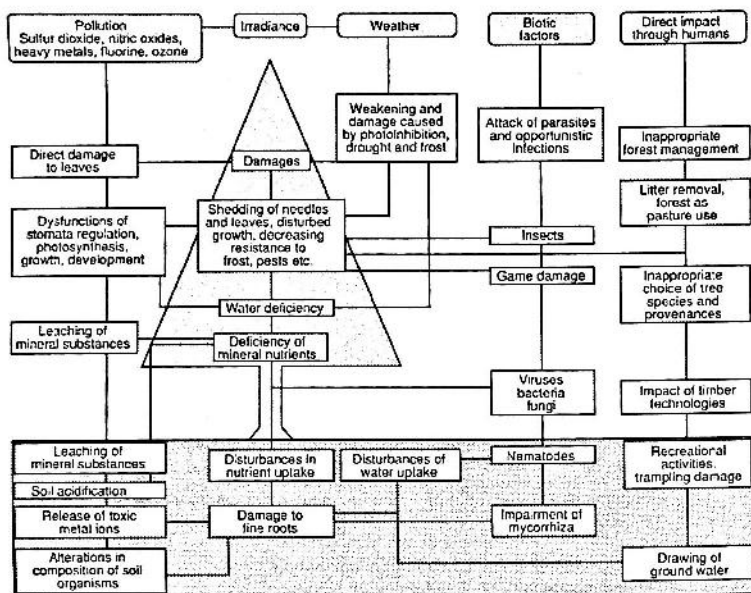 Pollution
Sulfur dioxide, nitric oxides,
heavy metals, fluorine, ozone
Irradiance
Weather
Biotic
factors
Direct impact
through humans
Weakening and
damage caused
by photoinhibition,
drought and frost
Attack of parasites
and opportunistic
infections
Inappropriate
forest management
Direct damage
to leaves
Damages
Litter removal,
forest as
pasture use
Dysfunctions of
stomata regulation,
photosynthesis,
growth, development
Shedding of needles
and leaves, disturbed
growth, decreasing
resistance to
frost, pests etc.
Insects
Game damage
Inappropriate
choice of tree
species and
provenances
Water deficiency
Leaching of
mineral substances
Deficiency of
mineral nutrients
Viruses
bacteria
fungi
Impact of timber
technologies
Leaching of
mineral substances
Disturbances in
nutrient uptake
Disturbances of
water uptake
Nematodes
Recreational
activities,
trampling damage
Soil acidification
Release of toxic
metal ions
Damage to
fine roots
Impairment of
mycorrhiza
Alterations in
composition of soil
organisms
Drawing of
ground water